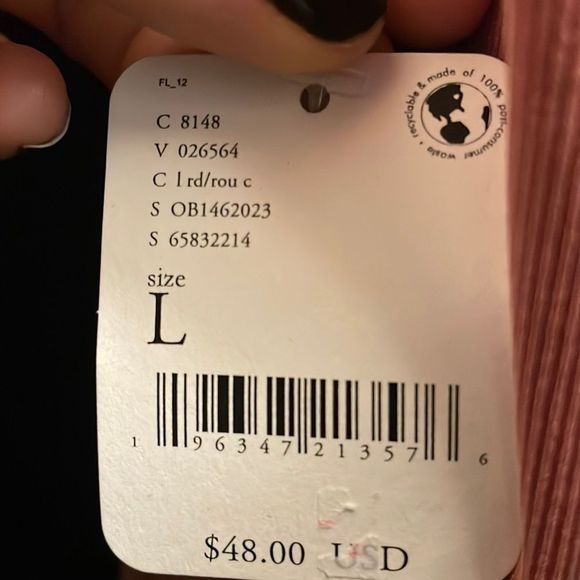 FL_12
recyclable & made of 100% post-consumer waste
C 8148
V 026564
C l rd/rou c
S OB1462023
S 65832214
size
L
1 96347 21357 6
$48.00 USD